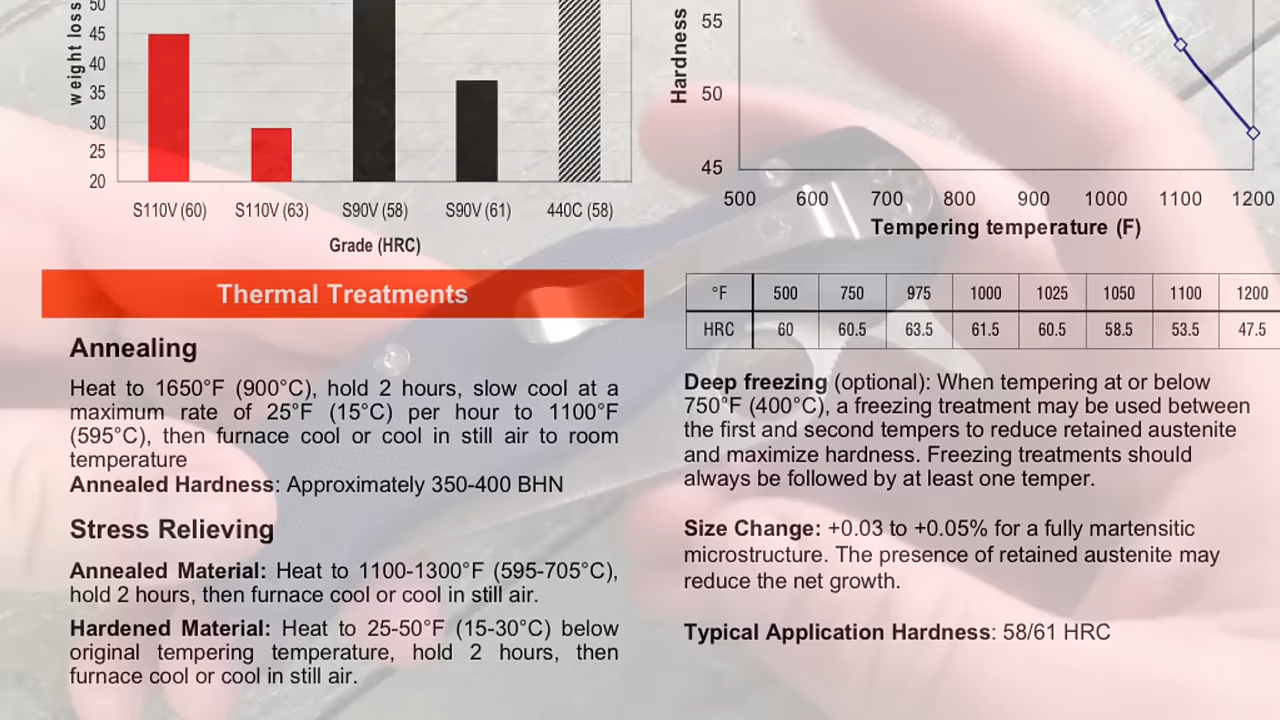 weight loss
50
45
40
35
30
25
20
S110V (60) S110V (63) S90V (58) S90V (61) 440C (58)
Grade (HRC)
Thermal Treatments
Annealing
Heat to 1650°F (900°C), hold 2 hours, slow cool at a
maximum rate of 25°F (15°C) per hour to 1100°F
(595°C), then furnace cool or cool in still air to room
temperature
Annealed Hardness: Approximately 350-400 BHN
Stress Relieving
Annealed Material: Heat to 1100-1300°F (595-705°C),
hold 2 hours, then furnace cool or cool in still air.
Hardened Material: Heat to 25-50°F (15-30°C) below
original tempering temperature, hold 2 hours, then
furnace cool or cool in still air.
Hardness
55
50
45
500 600 700 800 900 1000 1100 1200
Tempering temperature (F)
°F 500 750 975 1000 1025 1050 1100 1200
HRC 60 60.5 63.5 61.5 60.5 58.5 53.5 47.5
Deep freezing (optional): When tempering at or below
750°F (400°C), a freezing treatment may be used between
the first and second tempers to reduce retained austenite
and maximize hardness. Freezing treatments should
always be followed by at least one temper.
Size Change: +0.03 to +0.05% for a fully martensitic
microstructure. The presence of retained austenite may
reduce the net growth.
Typical Application Hardness: 58/61 HRC